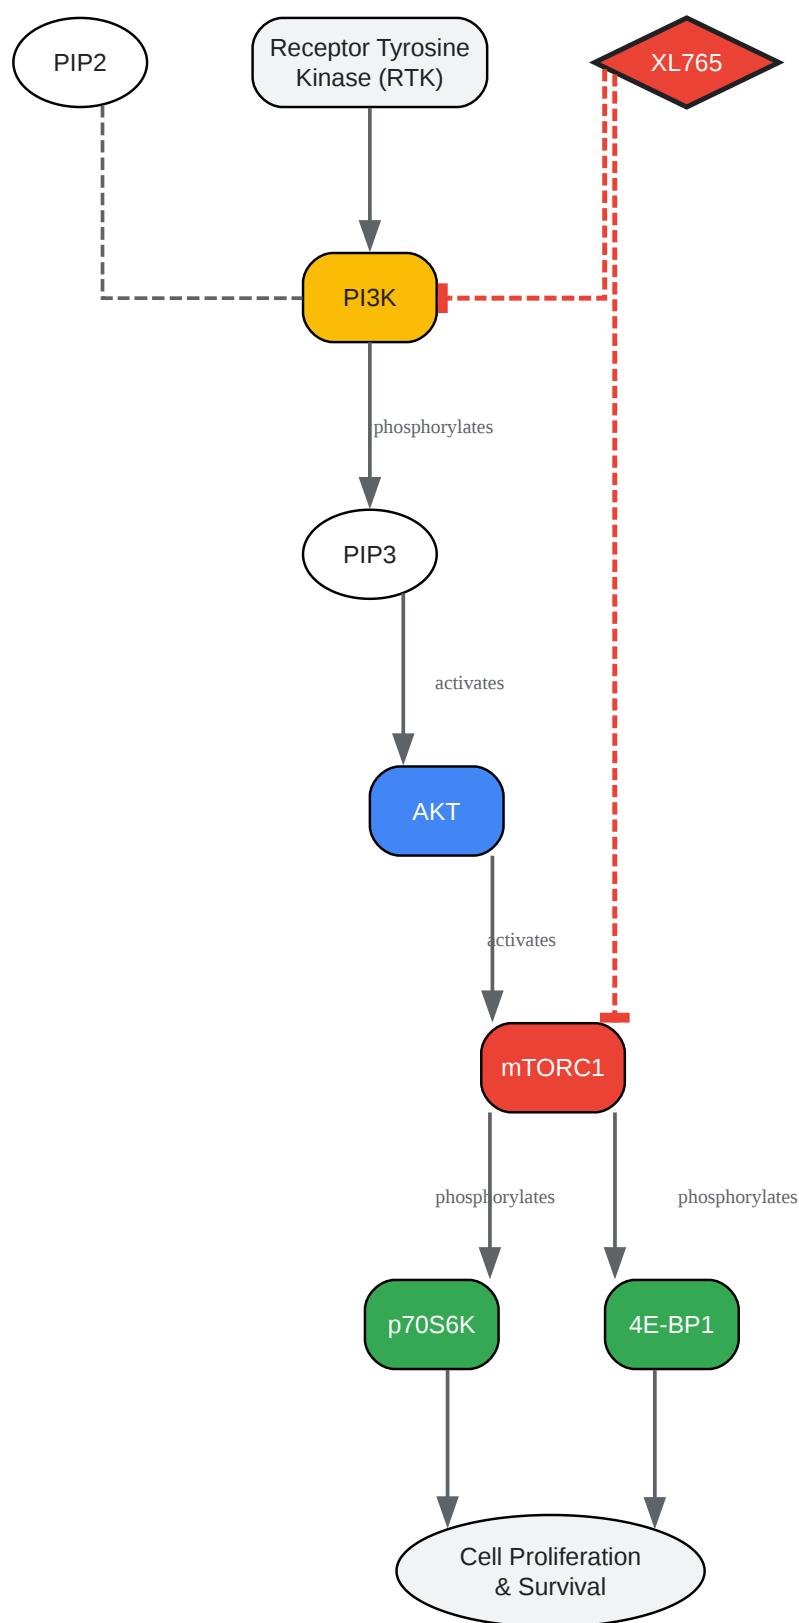 PIP2
Receptor Tyrosine
Kinase (RTK)
XL765
PI3K
phosphorylates
PIP3
activates
AKT
activates
mTORC1
phosphorylates
phosphorylates
p70S6K
4E-BP1
Cell Proliferation
& Survival